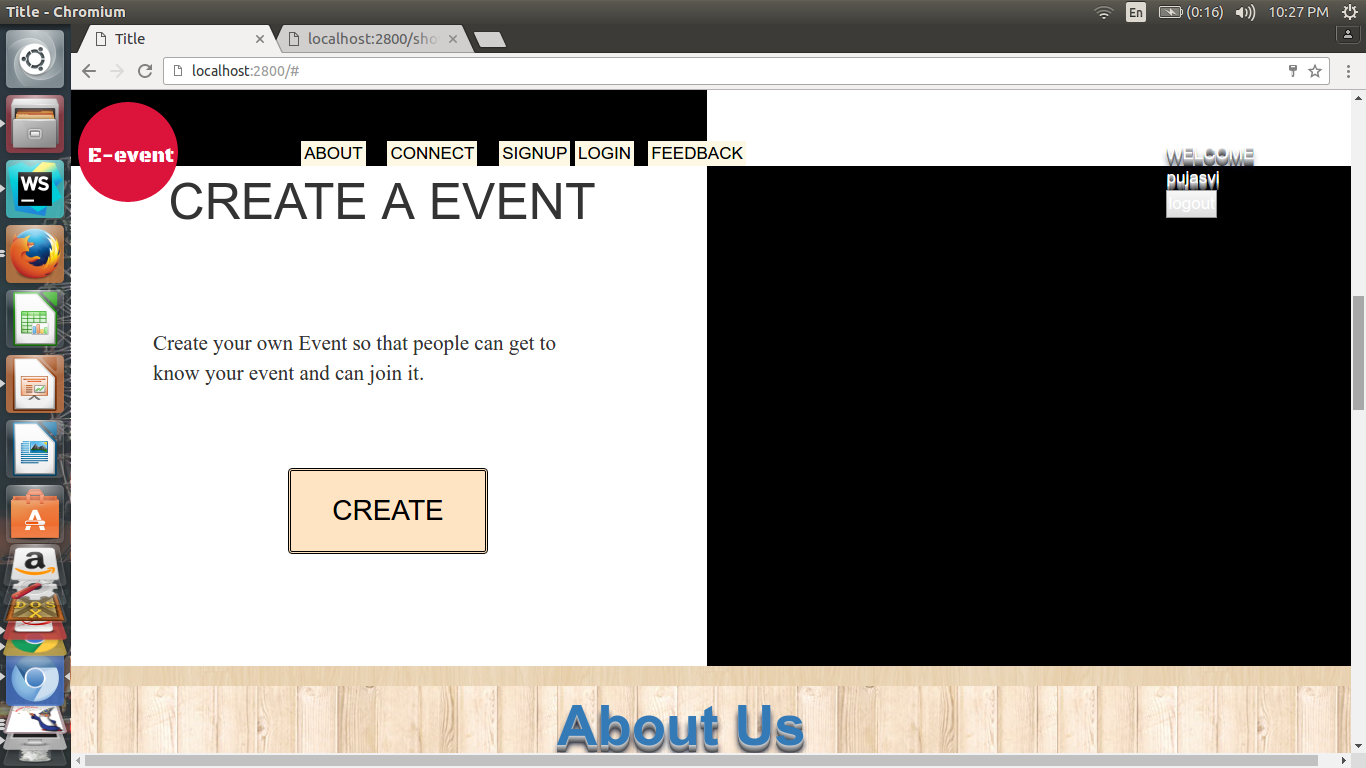 Title - Chromium
En
(0:16)
10:27 PM
Title
localhost:2800/sho
localhost:2800/#
E-event
ABOUT
CONNECT
SIGNUP
LOGIN
FEEDBACK
WELCOME
pujasvi
logout
CREATE A EVENT
Create your own Event so that people can get to
know your event and can join it.
CREATE
About Us
WS
DOS